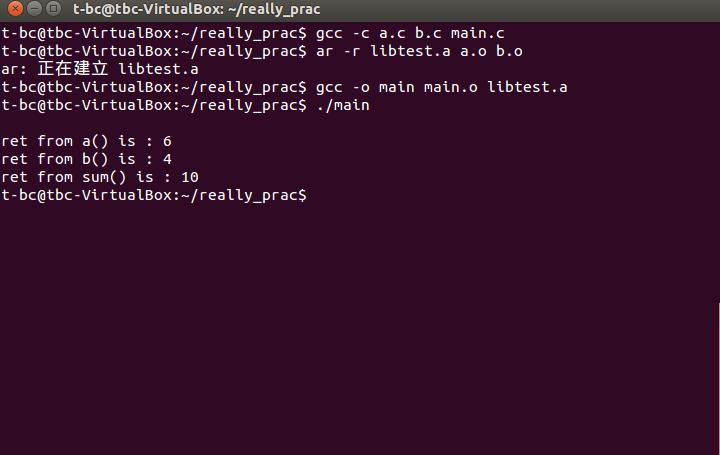 t-bc@tbc-VirtualBox: ~/really_prac
t-bc@tbc-VirtualBox:~/really_prac$ gcc -c a.c b.c main.c
t-bc@tbc-VirtualBox:~/really_prac$ ar -r libtest.a a.o b.o
ar: 正在建立 libtest.a
t-bc@tbc-VirtualBox:~/really_prac$ gcc -o main main.o libtest.a
t-bc@tbc-VirtualBox:~/really_prac$ ./main
ret from a() is : 6
ret from b() is : 4
ret from sum() is : 10
t-bc@tbc-VirtualBox:~/really_prac$